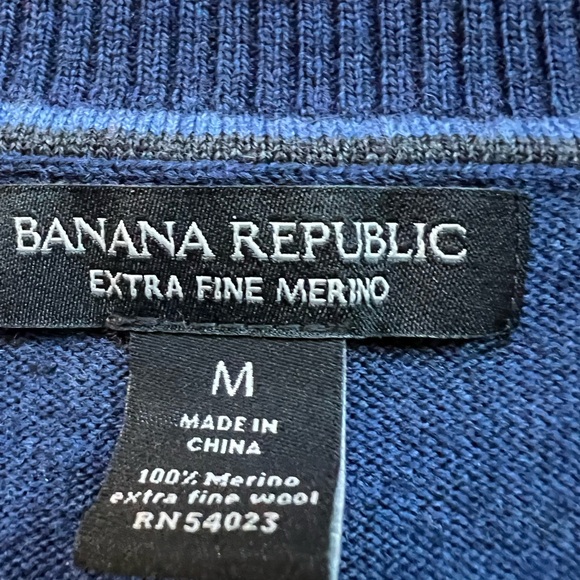 BANANA REPUBLIC
EXTRA FINE MERINO
M
MADE IN
CHINA
100% Merino
extra fine wool
RN54023